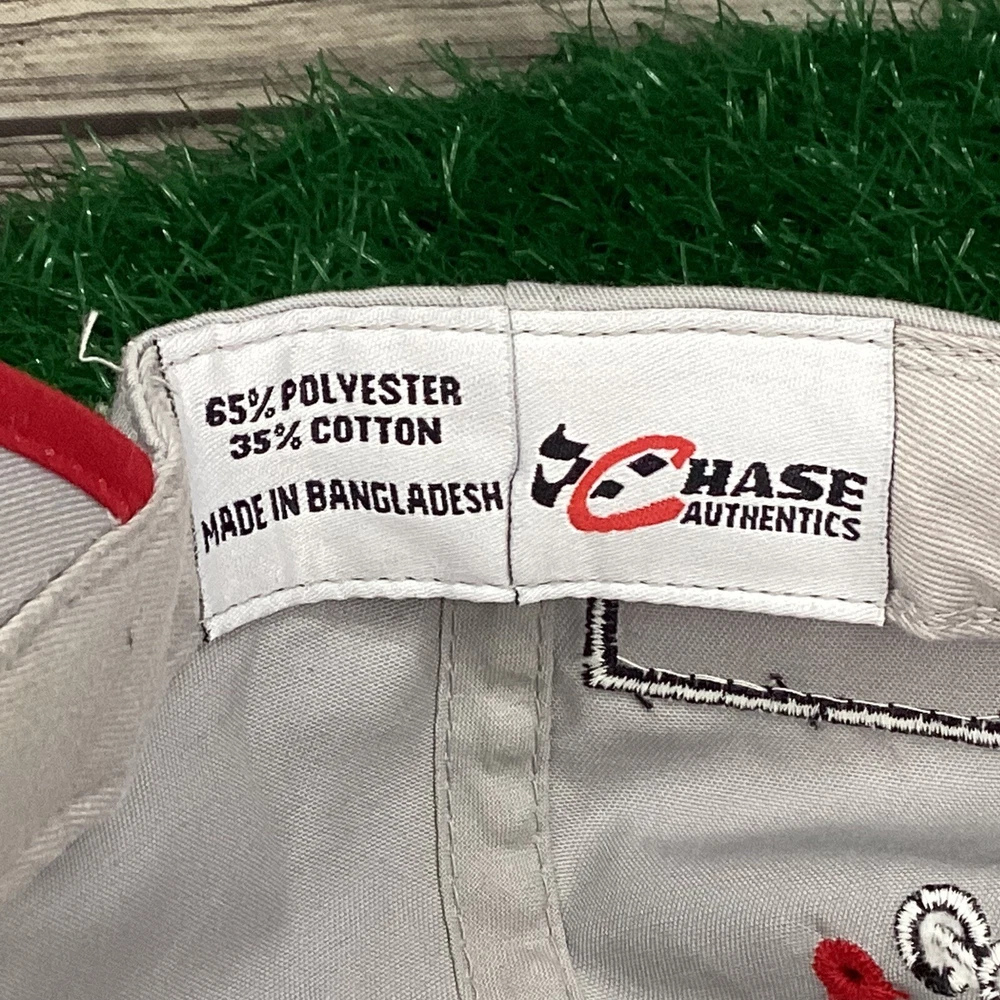 65% POLYESTER
35% COTTON
MADE IN BANGLADESH
CHASE
AUTHENTICS